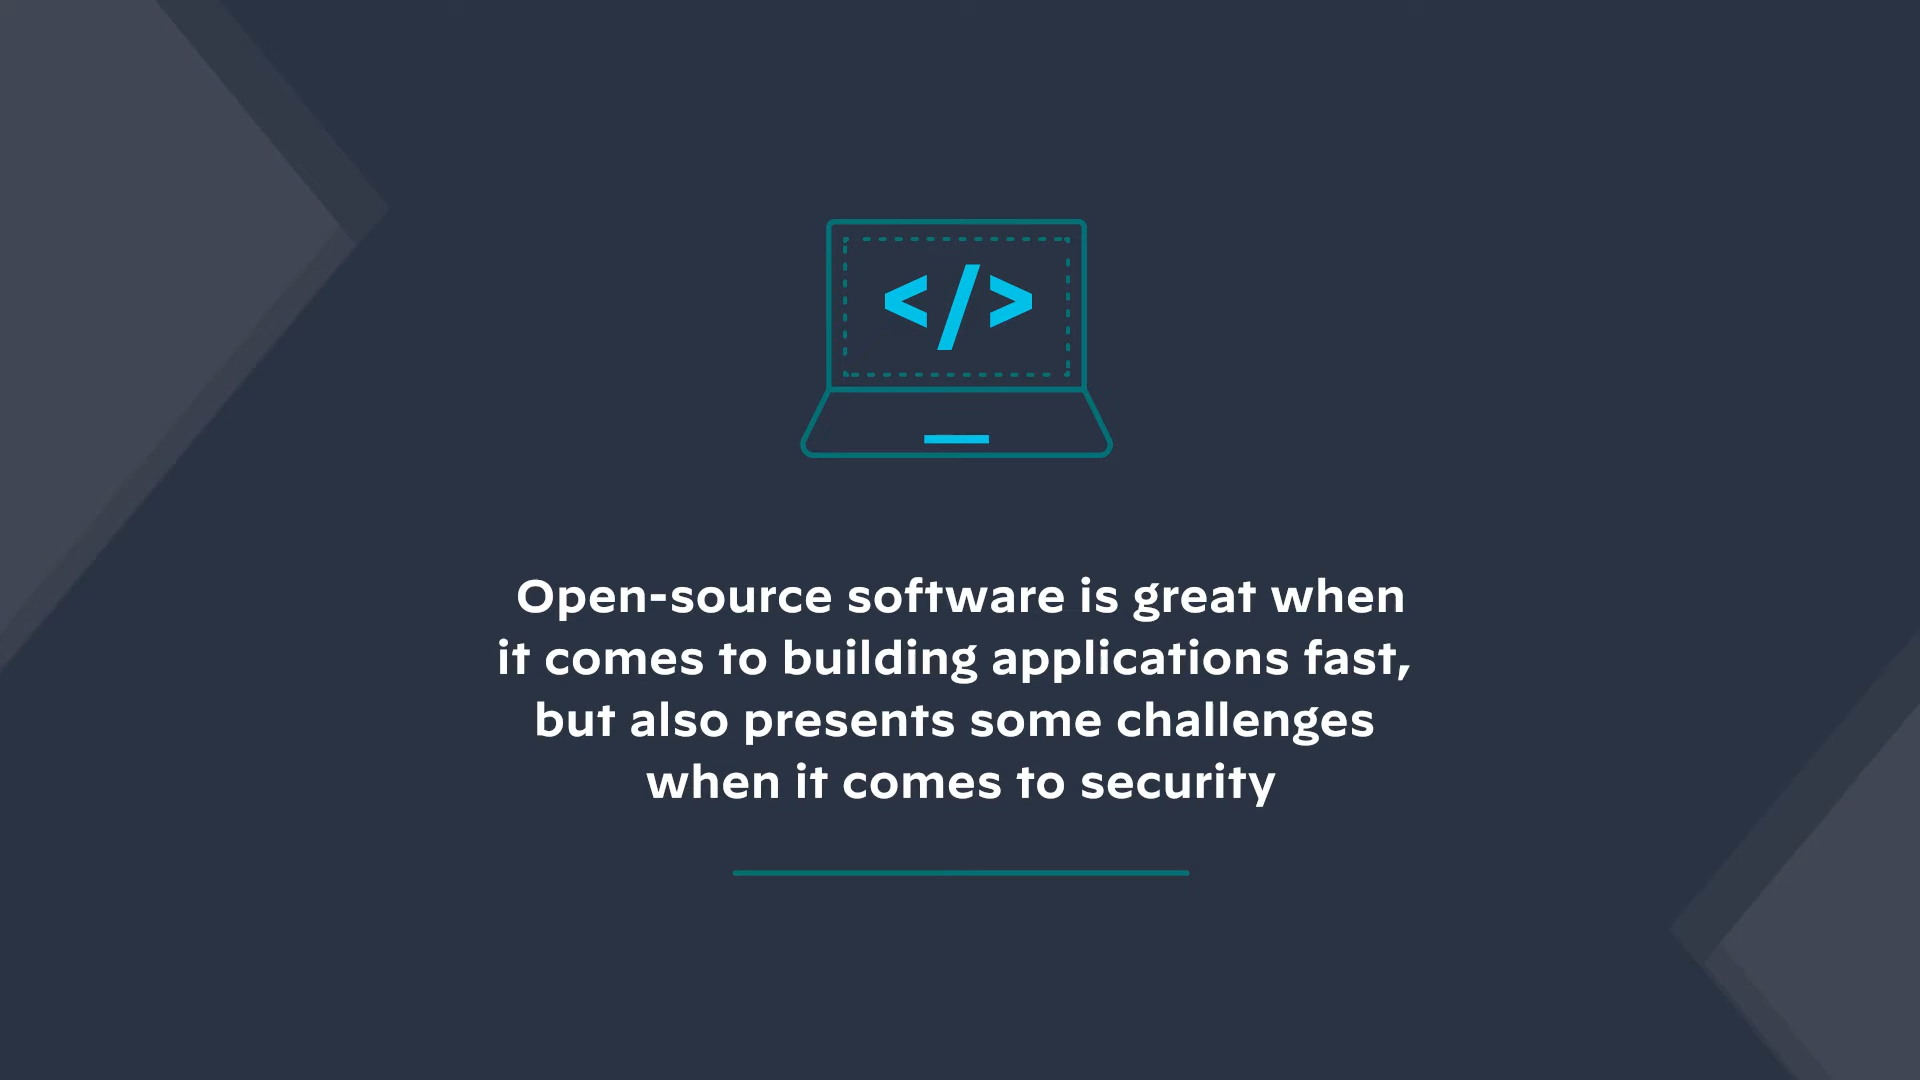 </>
Open-source software is great when
it comes to building applications fast,
but also presents some challenges
when it comes to security